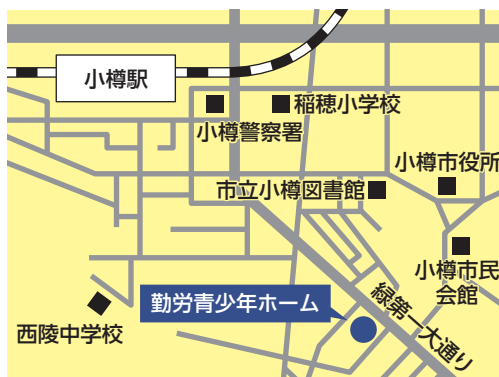 小樽駅
小樽警察署
稲穂小学校
小樽市役所
市立小樽図書館
小樽市民
会館
勤労青少年ホーム
緑第一大通り
西陵中学校